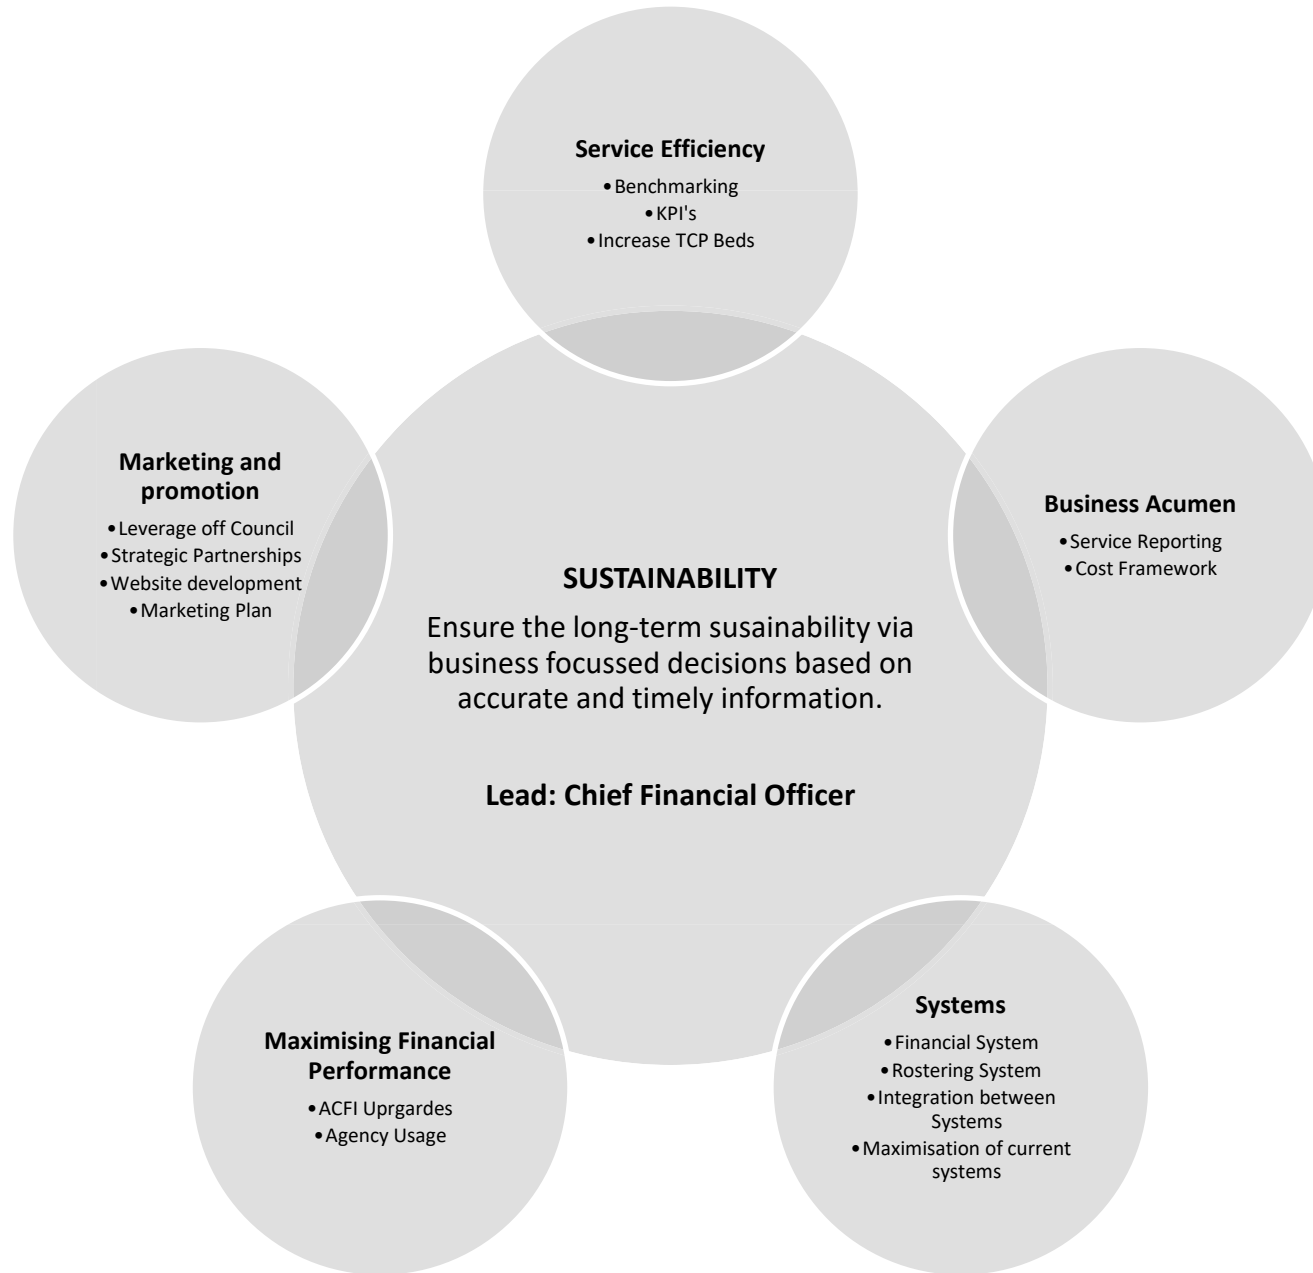 Service Efficiency
•Benchmarking
•KPI's
•Increase TCP Beds
Marketing and
promotion
•Leverage off Council
•Strategic Partnerships
•Website development
•Marketing Plan
Business Acumen
•Service Reporting
•Cost Framework
SUSTAINABILITY
Ensure the long-term susainability via
business focussed decisions based on
accurate and timely information.
Lead: Chief Financial Officer
Maximising Financial
Performance
•ACFI Uprgardes
•Agency Usage
Systems
•Financial System
•Rostering System
•Integration between
Systems
•Maximisation of current
systems